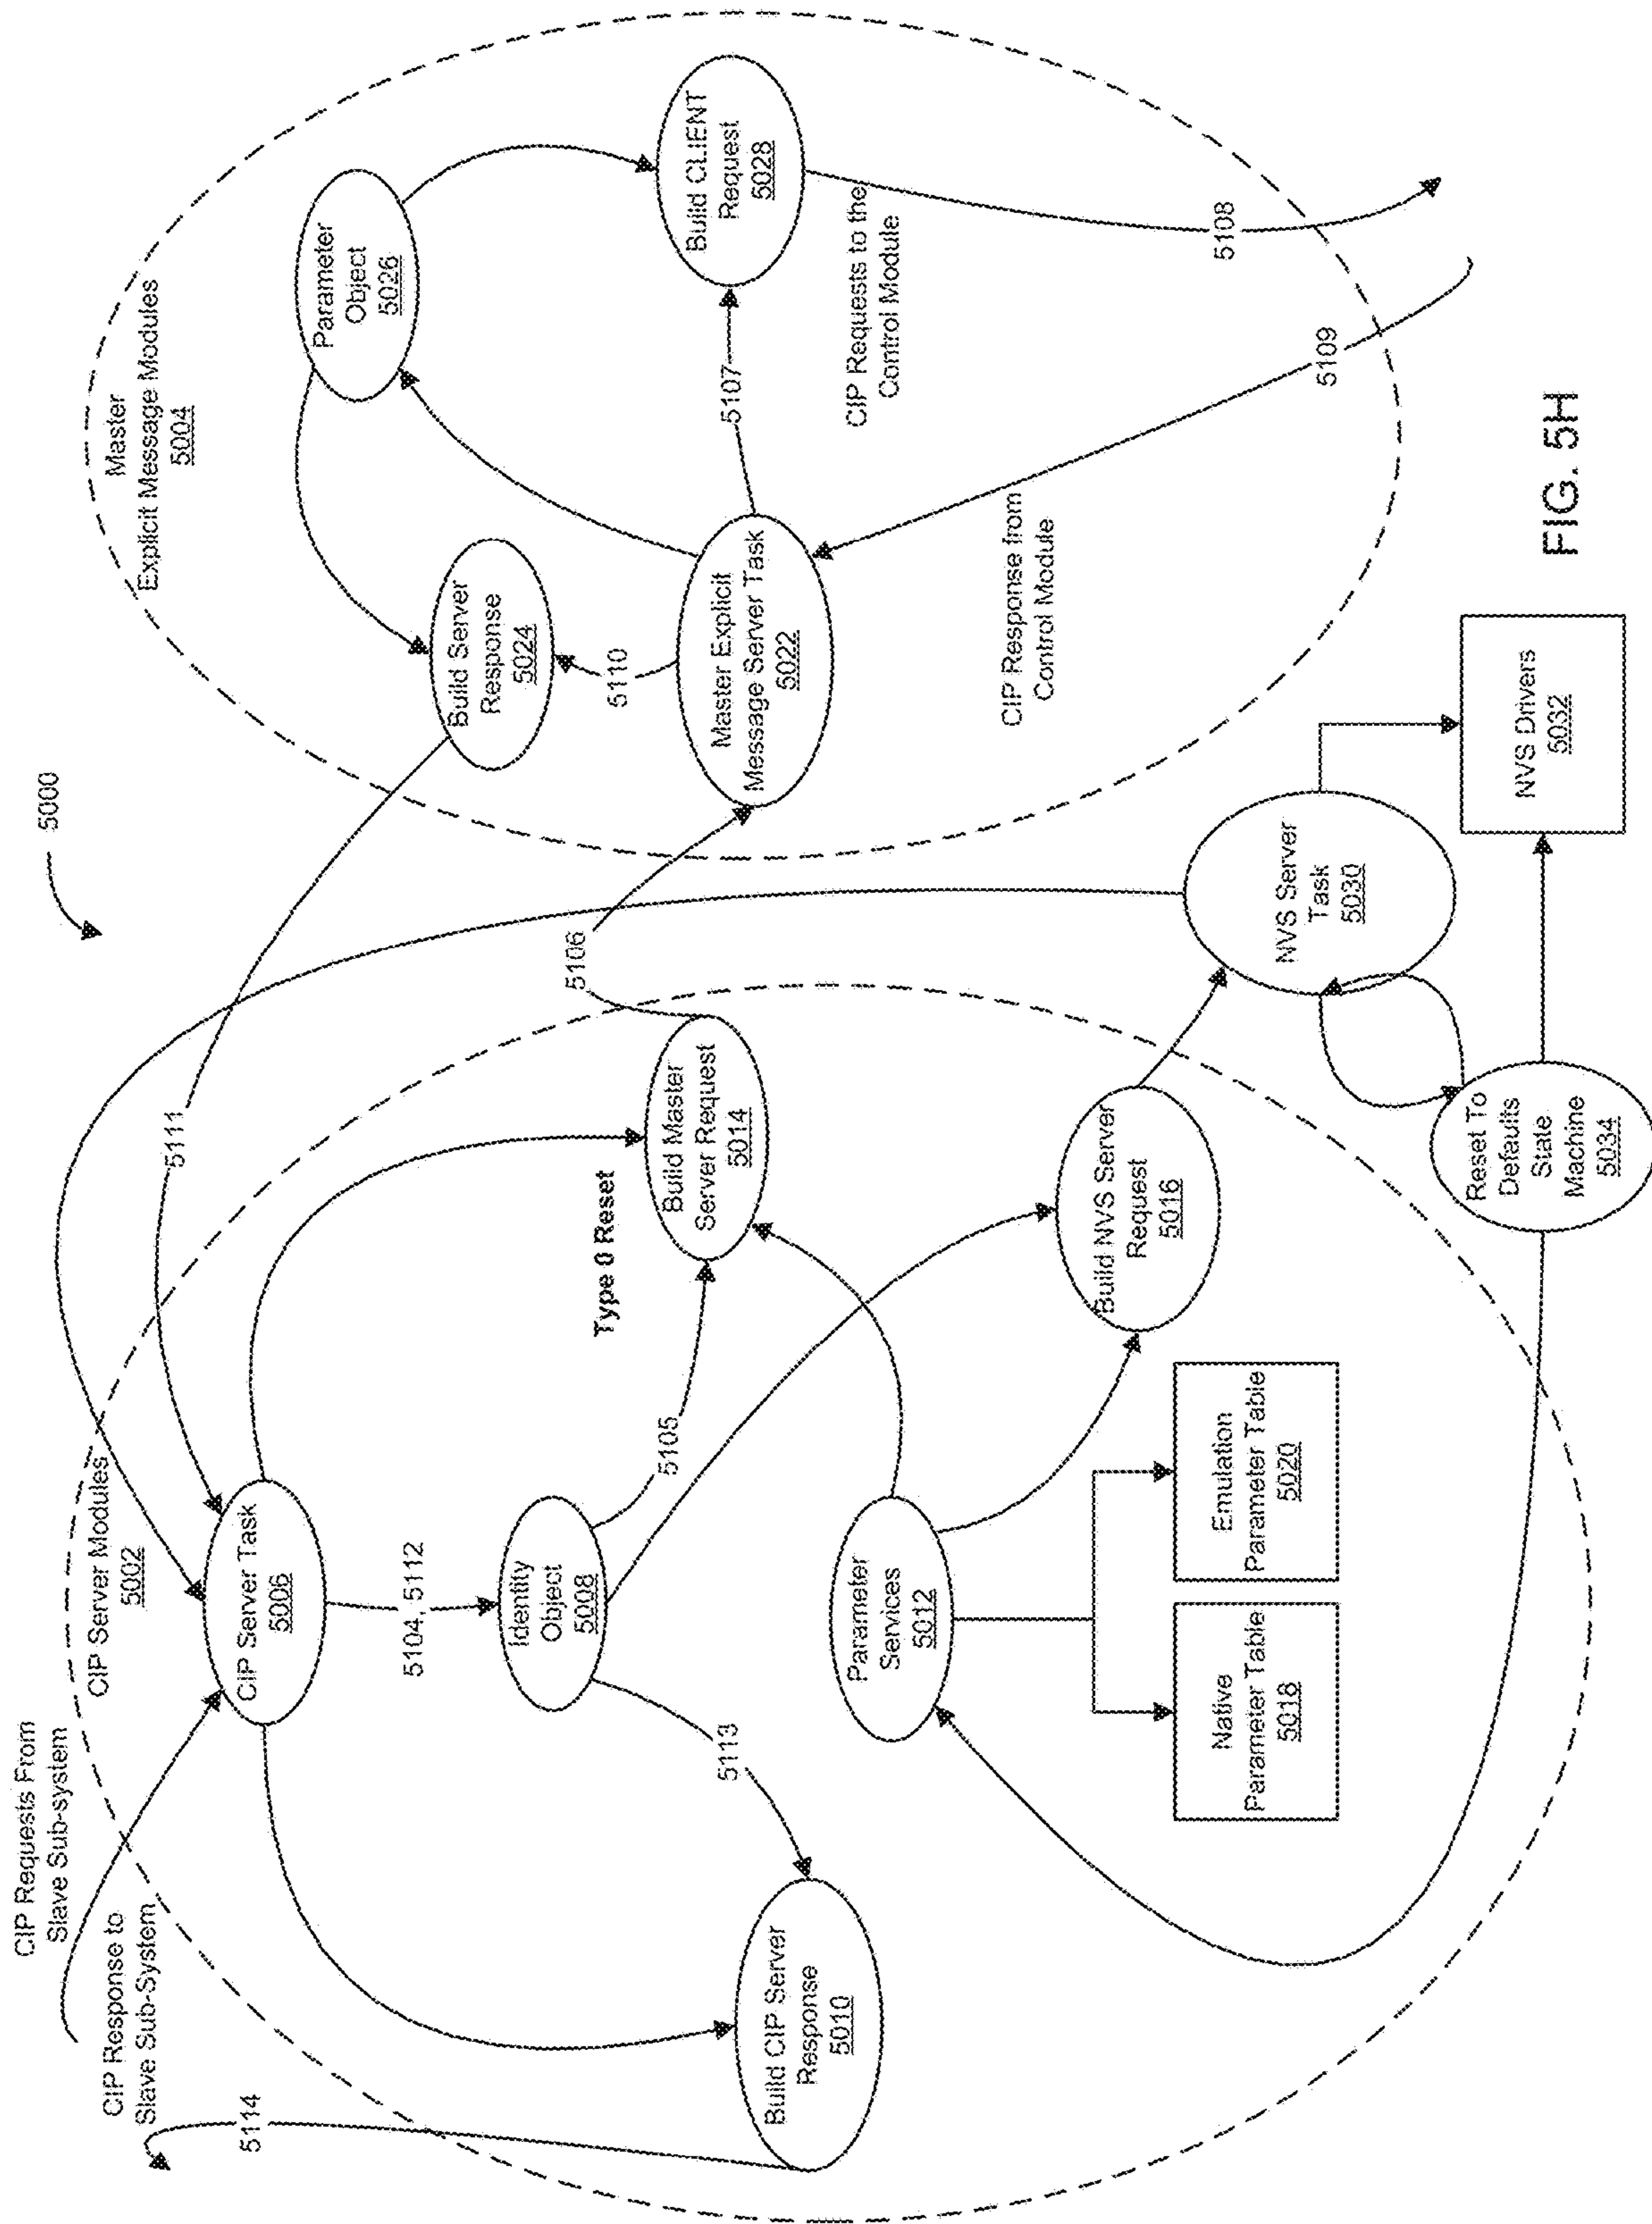 5000
CIP Requests From
Slave Sub-system
CIP Response to
Slave Sub-System
5114
CIP Server Modules
5002
CIP Server Task
5006
5104, 5112
Identity
Object
5008
5113
Build CIP Server
Response
5010
5105
Type 0 Reset
Build Master
Server Request
5014
5106
5111
Parameter
Services
5012
Native
Parameter Table
5018
Emulation
Parameter Table
5020
Build NVS Server
Request
5016
Master
Explicit Message Modules
5004
Parameter
Object
5026
Build Server
Response
5024
5110
Master Explicit
Message Server Task
5022
5107
Build CLIENT
Request
5028
CIP Requests to the
Control Module
5108
5109
CIP Response from
Control Module
NVS Server
Task
5030
NVS Drivers
5032
Reset To
Defaults
State
Machine
5034
FIG. 5H